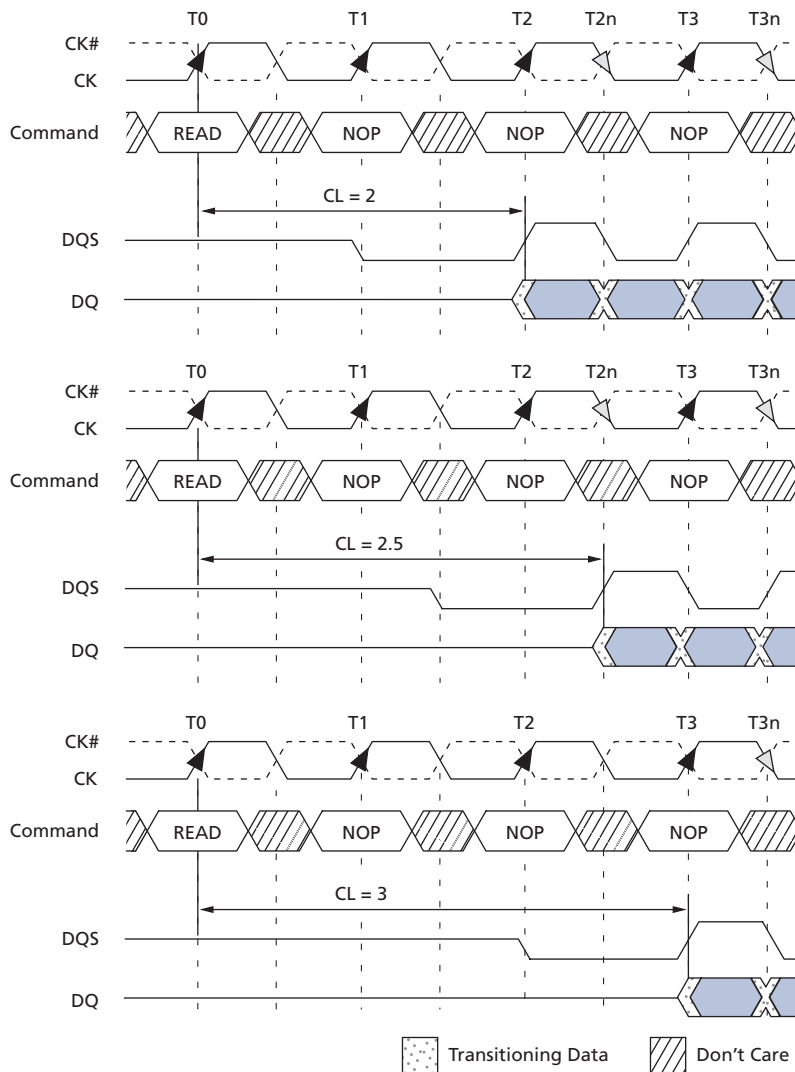 T0 T1 T2 T2n T3 T3n
CK#
CK
Command READ NOP NOP NOP
CL = 2
DQS
DQ
T0 T1 T2 T2n T3 T3n
CK#
CK
Command READ NOP NOP NOP
CL = 2.5
DQS
DQ
T0 T1 T2 T3 T3n
CK#
CK
Command READ NOP NOP NOP
CL = 3
DQS
DQ
Transitioning Data Don't Care